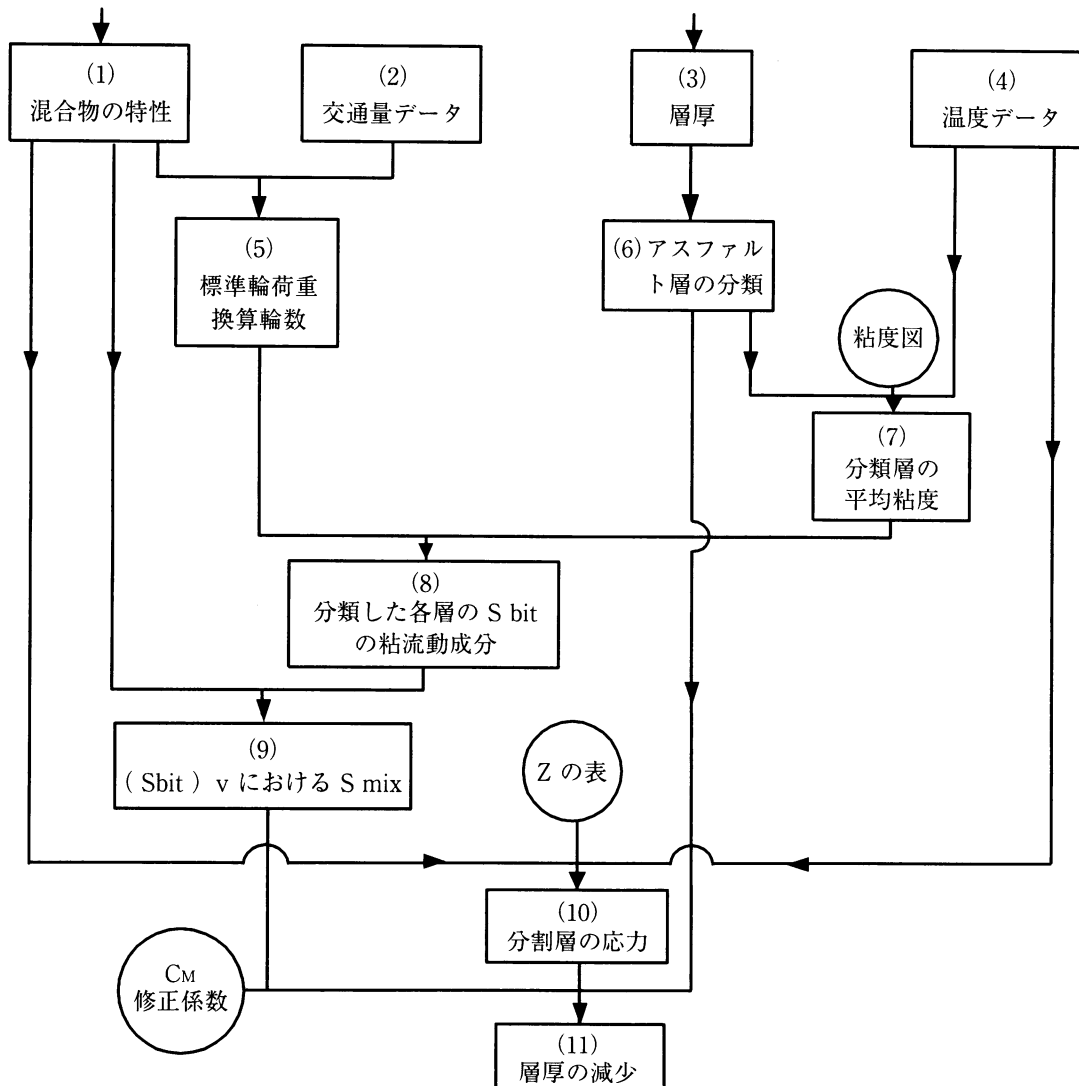 (1)
混合物の特性
(2)
交通量データ
(3)
層厚
(4)
温度データ
(5)
標準輪荷重
換算輪数
(6)アスファル
ト層の分類
粘度図
(7)
分類層の
平均粘度
(8)
分類した各層の S bit
の粘流動成分
(9)
( Sbit ) v における S mix
Z の表
(10)
分割層の応力
CM
修正係数
(11)
層厚の減少